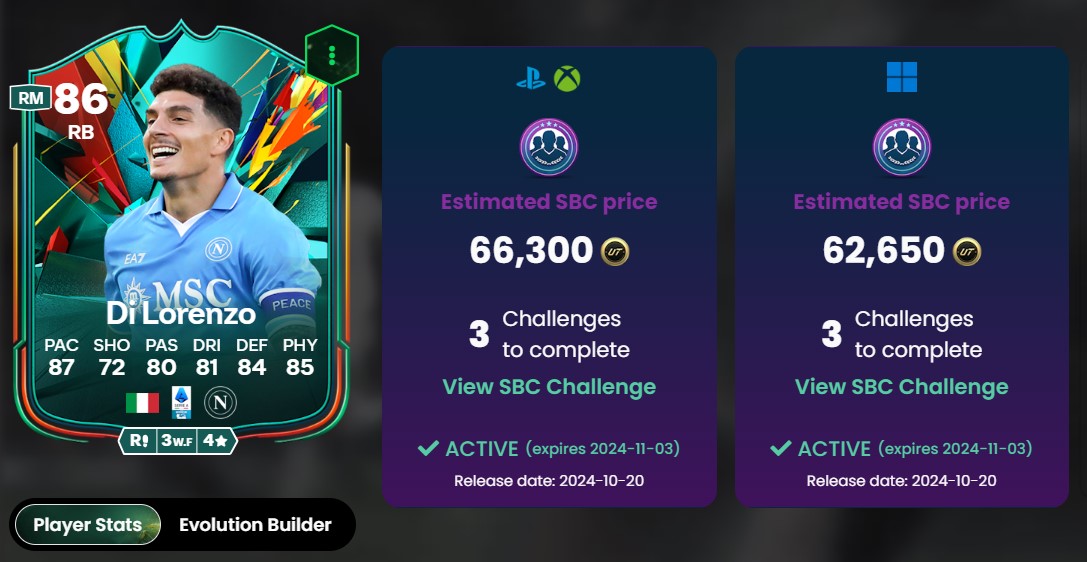 RM
86
RB
EA7
N
MSC
PEACE
Di Lorenzo
PAC SHO PAS DRI DEF PHY
87 72 80 81 84 85
N
R 3W.F 4★
Player Stats
Evolution Builder
Estimated SBC price
66,300 UT
3 Challenges
to complete
View SBC Challenge
ACTIVE (expires 2024-11-03)
Release date: 2024-10-20
Estimated SBC price
62,650 UT
3 Challenges
to complete
View SBC Challenge
ACTIVE (expires 2024-11-03)
Release date: 2024-10-20